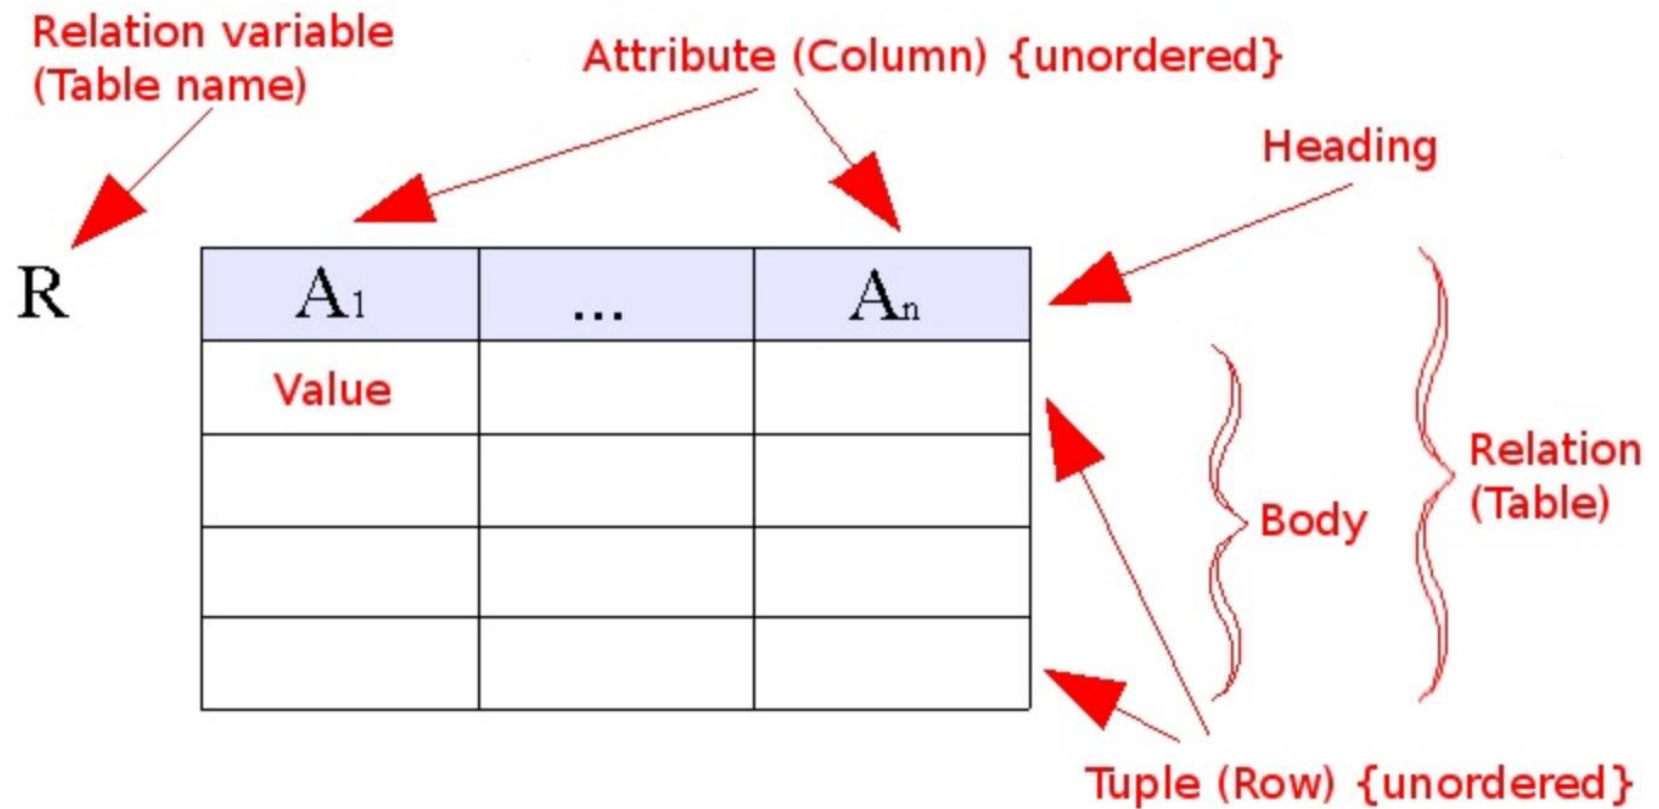 Relation variable
(Table name)
Attribute (Column) {unordered}
Heading
R
A1 ... An
Value
Relation
(Table)
Body
Tuple (Row) {unordered}